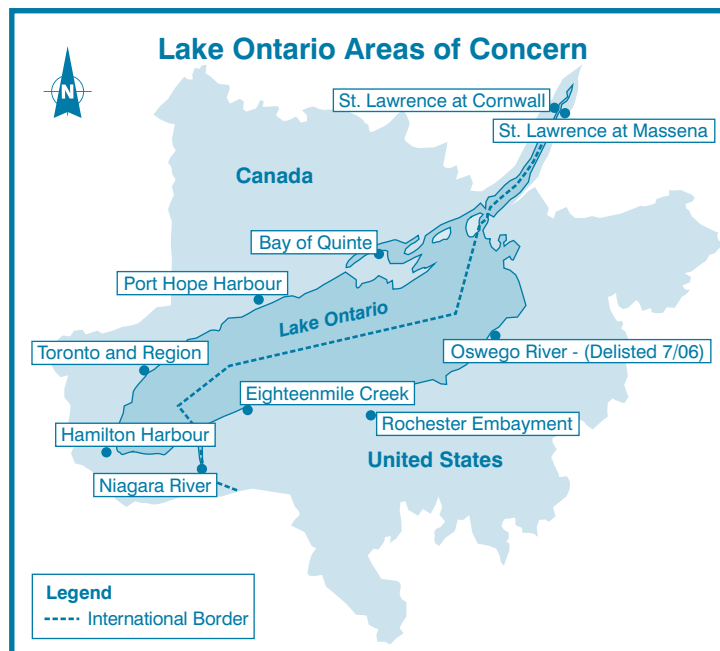 Lake Ontario Areas of Concern
N
St. Lawrence at Cornwall
St. Lawrence at Massena
Canada
Bay of Quinte
Port Hope Harbour
Lake Ontario
Toronto and Region
Oswego River - (Delisted 7/06)
Eighteenmile Creek
Rochester Embayment
Hamilton Harbour
United States
Niagara River
Legend
International Border